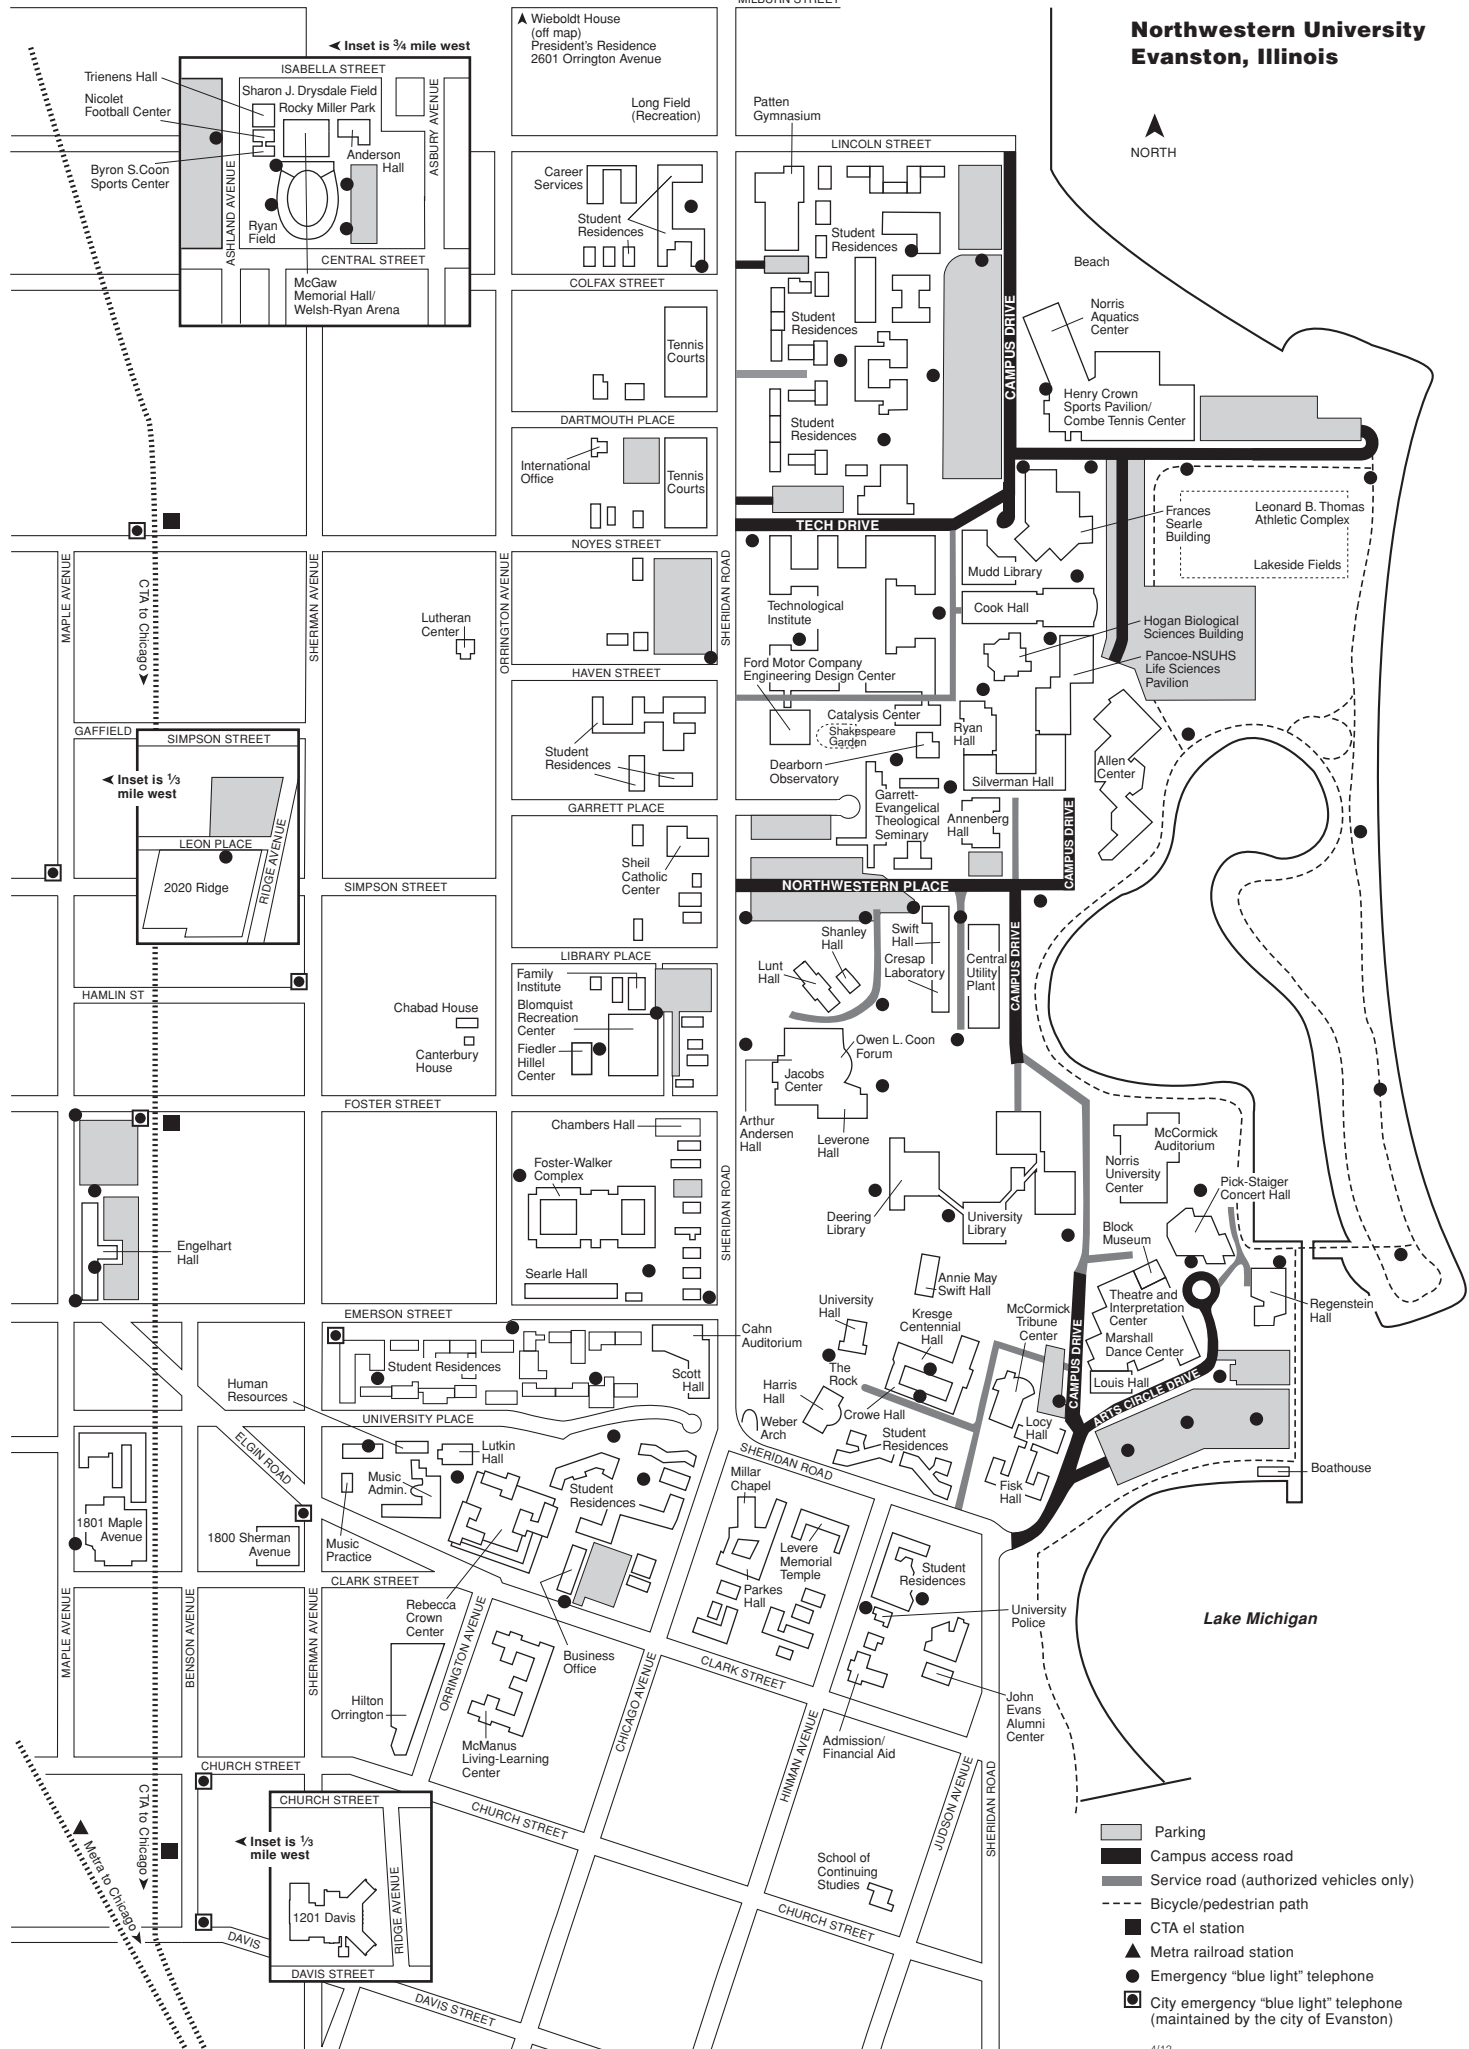 MILBURN STREET
Northwestern University
Evanston, Illinois
NORTH
Wieboldt House
(off map)
President's Residence
2601 Orrington Avenue
Long Field
(Recreation)
Patten
Gymnasium
LINCOLN STREET
Inset is 3/4 mile west
ISABELLA STREET
Trienens Hall
Nicolet
Football Center
Byron S.Coon
Sports Center
Sharon J. Drysdale Field
Rocky Miller Park
Anderson
Hall
ASHLAND AVENUE
ASBURY AVENUE
Ryan
Field
CENTRAL STREET
McGaw
Memorial Hall/
Welsh-Ryan Arena
Career
Services
Student
Residences
COLFAX STREET
Tennis
Courts
DARTMOUTH PLACE
International
Office
Tennis
Courts
NOYES STREET
Student
Residences
Student
Residences
Student
Residences
CAMPUS DRIVE
Beach
Norris
Aquatics
Center
Henry Crown
Sports Pavilion/
Combe Tennis Center
TECH DRIVE
Frances
Searle
Building
Leonard B. Thomas
Athletic Complex
Lakeside Fields
Mudd Library
Cook Hall
Technological
Institute
Hogan Biological
Sciences Building
Pancoe-NSUHS
Life Sciences
Pavilion
Ford Motor Company
Engineering Design Center
Catalysis Center
Shakespeare
Garden
Ryan
Hall
Dearborn
Observatory
Silverman Hall
Allen
Center
Garrett-
Evangelical
Theological
Seminary
Annenberg
Hall
CAMPUS DRIVE
NORTHWESTERN PLACE
MAPLE AVENUE
CTA to Chicago
SHERMAN AVENUE
ORRINGTON AVENUE
SHERIDAN ROAD
Lutheran
Center
HAVEN STREET
Student
Residences
GARRETT PLACE
GAFFIELD
SIMPSON STREET
Inset is 1/3
mile west
LEON PLACE
2020 Ridge
RIDGE AVENUE
SIMPSON STREET
Sheil
Catholic
Center
LIBRARY PLACE
HAMLIN ST
Family
Institute
Blomquist
Recreation
Center
Fiedler
Hillel
Center
Chabad House
Canterbury
House
FOSTER STREET
Shanley
Hall
Swift
Hall
Lunt
Hall
Cresap
Laboratory
Central
Utility
Plant
CAMPUS DRIVE
Owen L. Coon
Forum
Jacobs
Center
Arthur
Andersen
Hall
Leverone
Hall
Chambers Hall
Foster-Walker
Complex
SHERIDAN ROAD
Searle Hall
Engelhart
Hall
EMERSON STREET
Deering
Library
University
Library
McCormick
Auditorium
Norris
University
Center
Pick-Staiger
Concert Hall
Block
Museum
Annie May
Swift Hall
University
Hall
Kresge
Centennial
Hall
McCormick
Tribune
Center
Theatre and
Interpretation
Center
Marshall
Dance Center
Regenstein
Hall
Louis Hall
CAMPUS DRIVE
ARTS CIRCLE DRIVE
Cahn
Auditorium
Student Residences
Scott
Hall
The
Rock
Harris
Hall
Crowe Hall
Weber
Arch
Student
Residences
Locy
Hall
Fisk
Hall
Boathouse
Human
Resources
UNIVERSITY PLACE
ELGIN ROAD
Lutkin
Hall
Music
Admin.
Student
Residences
SHERIDAN ROAD
Millar
Chapel
1801 Maple
Avenue
1800 Sherman
Avenue
Music
Practice
Levere
Memorial
Temple
Parkes
Hall
Student
Residences
University
Police
CLARK STREET
Rebecca
Crown
Center
Business
Office
CLARK STREET
MAPLE AVENUE
BENSON AVENUE
SHERMAN AVENUE
ORRINGTON AVENUE
CHICAGO AVENUE
HINMAN AVENUE
JUDSON AVENUE
SHERIDAN ROAD
Hilton
Orrington
McManus
Living-Learning
Center
Admission/
Financial Aid
John
Evans
Alumni
Center
Lake Michigan
CHURCH STREET
CHURCH STREET
Inset is 1/3
mile west
1201 Davis
RIDGE AVENUE
DAVIS STREET
CHURCH STREET
CTA to Chicago
Metra to Chicago
DAVIS
DAVIS STREET
School of
Continuing
Studies
CHURCH STREET
Parking
Campus access road
Service road (authorized vehicles only)
Bicycle/pedestrian path
CTA el station
Metra railroad station
Emergency “blue light” telephone
City emergency “blue light” telephone
(maintained by the city of Evanston)